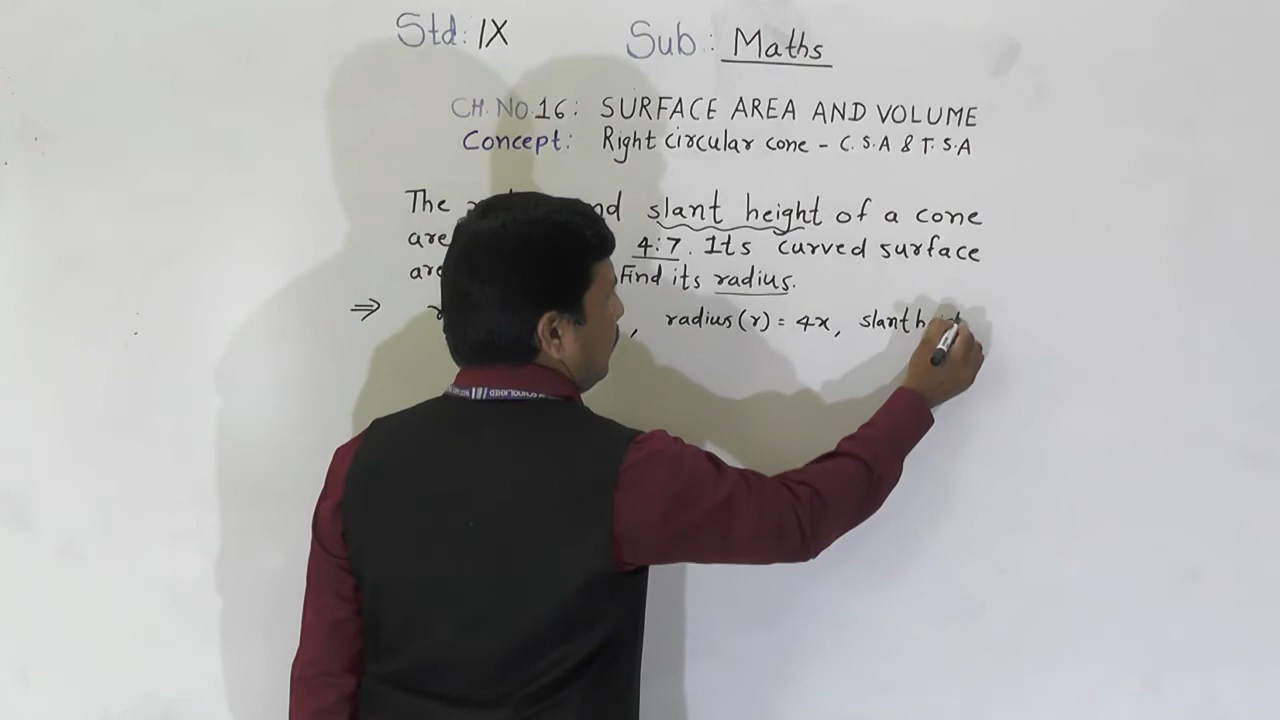 Std: IX Sub: Maths
CH. NO. 16: SURFACE AREA AND VOLUME
Concept: Right circular cone - C.S.A & T.S.A
The slant height of a cone
are 4:7. Its curved surface
Find its radius.
⇒ , radius (r) = 4x, slant